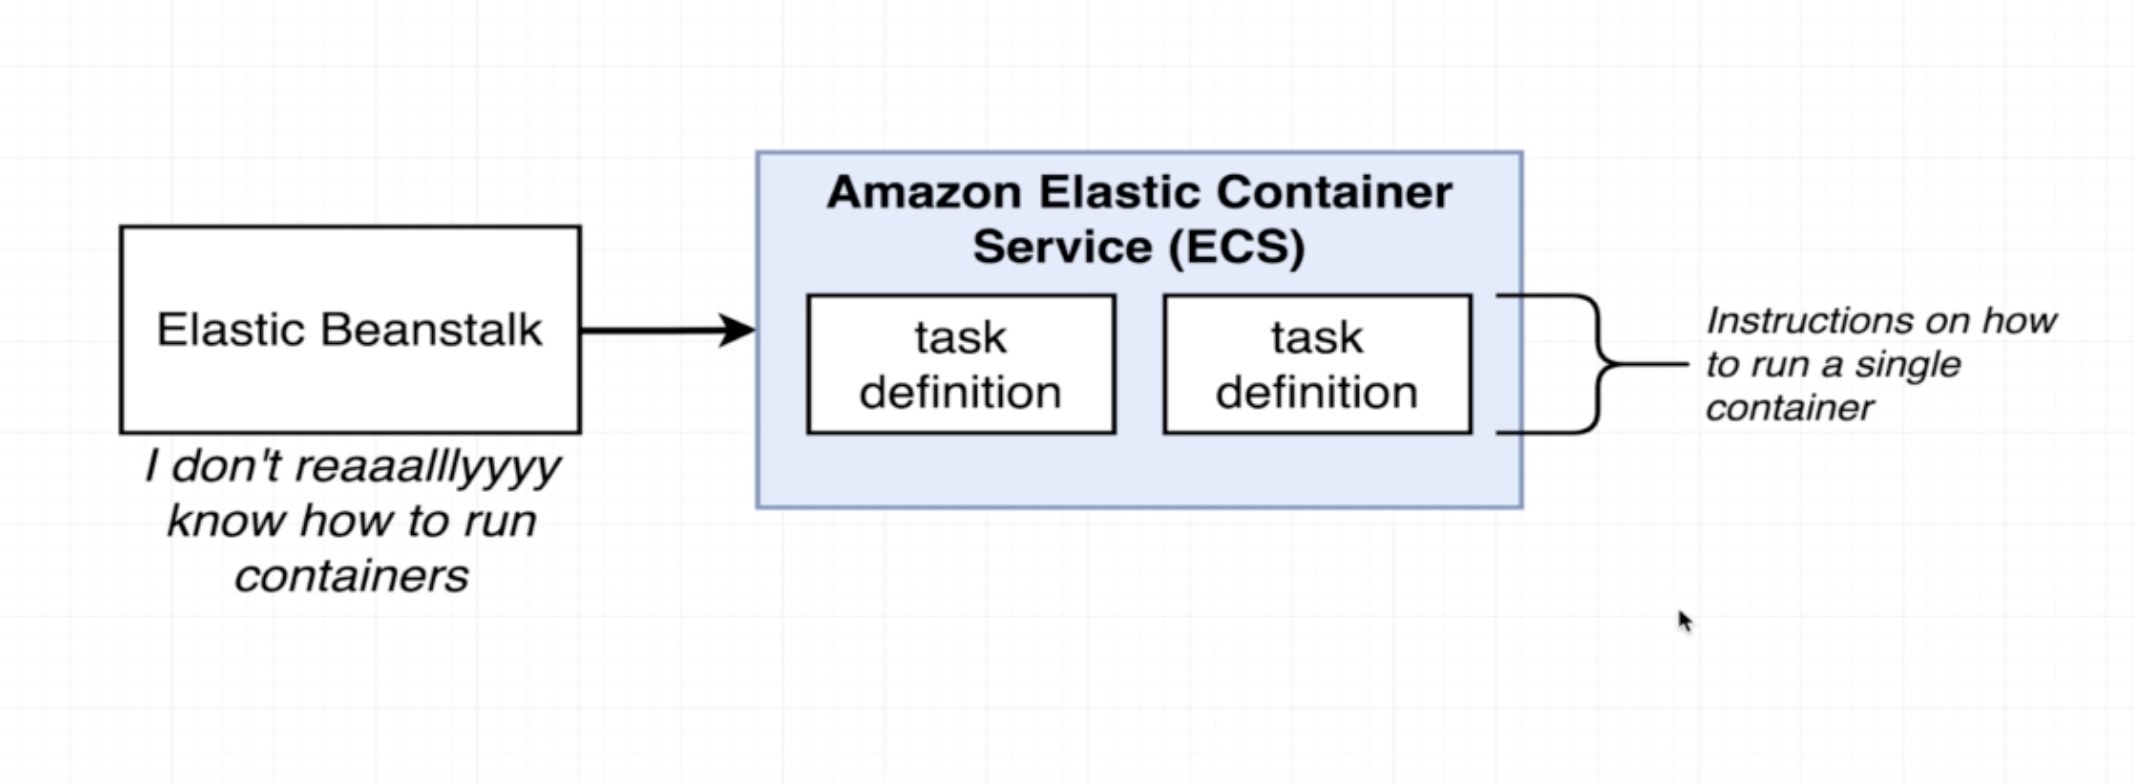 Amazon Elastic Container
Service (ECS)
Elastic Beanstalk
task
definition
task
definition
Instructions on how
to run a single
container
I don't reaaalllyyyy
know how to run
containers